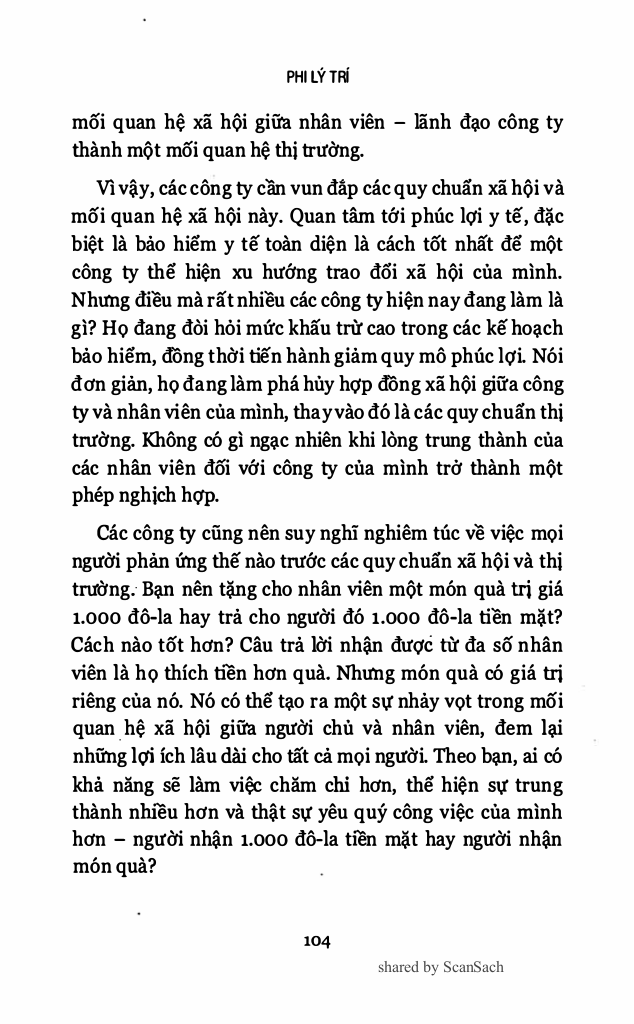 PHI LÝ TRÍ
mối quan hệ xã hội giữa nhân viên – lãnh đạo công ty
thành một mối quan hệ thị trường.
Vì vậy, các công ty cần vun đắp các quy chuẩn xã hội và
mối quan hệ xã hội này. Quan tâm tới phúc lợi y tế, đặc
biệt là bảo hiểm y tế toàn diện là cách tốt nhất để một
công ty thể hiện xu hướng trao đổi xã hội của mình.
Nhưng điều mà rất nhiều các công ty hiện nay đang làm là
gì? Họ đang đòi hỏi mức khấu trừ cao trong các kế hoạch
bảo hiểm, đồng thời tiến hành giảm quy mô phúc lợi. Nói
đơn giản, họ đang làm phá hủy hợp đồng xã hội giữa công
ty và nhân viên của mình, thay vào đó là các quy chuẩn thị
trường. Không có gì ngạc nhiên khi lòng trung thành của
các nhân viên đối với công ty của mình trở thành một
phép nghịch hợp.
Các công ty cũng nên suy nghĩ nghiêm túc về việc mọi
người phản ứng thế nào trước các quy chuẩn xã hội và thị
trường. Bạn nên tặng cho nhân viên một món quà trị giá
1.000 đô-la hay trả cho người đó 1.000 đô-la tiền mặt?
Cách nào tốt hơn? Câu trả lời nhận được từ đa số nhân
viên là họ thích tiền hơn quà. Nhưng món quà có giá trị
riêng của nó. Nó có thể tạo ra một sự nhảy vọt trong mối
quan hệ xã hội giữa người chủ và nhân viên, đem lại
những lợi ích lâu dài cho tất cả mọi người. Theo bạn, ai có
khả năng sẽ làm việc chăm chỉ hơn, thể hiện sự trung
thành nhiều hơn và thật sự yêu quý công việc của mình
hơn – người nhận 1.000 đô-la tiền mặt hay người nhận
món quà?
104
shared by ScanSach